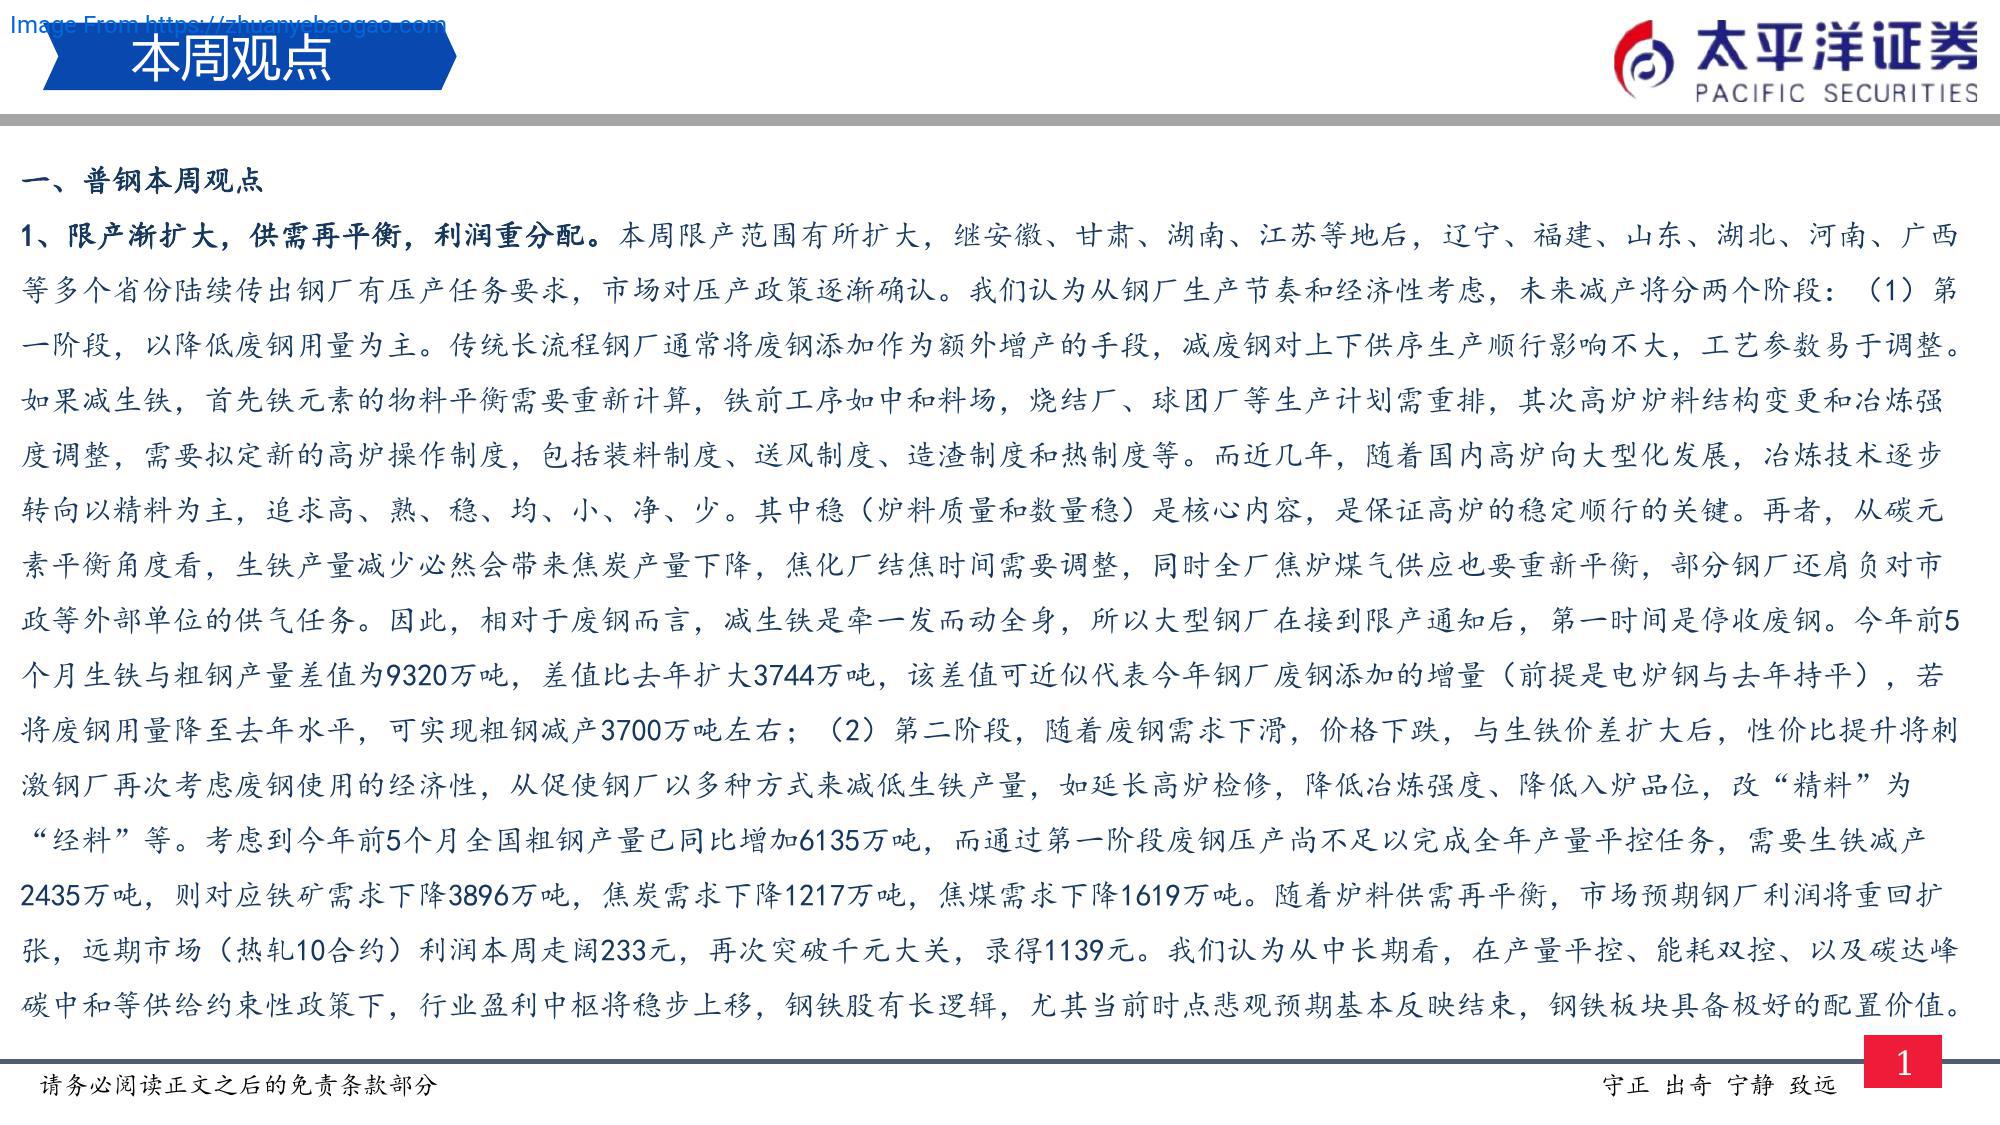 Image From https://zhuanyebaogao.com
本周观点
太平洋证券
PACIFIC SECURITIES
一、普钢本周观点
1、限产渐扩大，供需再平衡，利润重分配。本周限产范围有所扩大，继安徽、甘肃、湖南、江苏等地后，辽宁、福建、山东、湖北、河南、广西
等多个省份陆续传出钢厂有压产任务要求，市场对压产政策逐渐确认。我们认为从钢厂生产节奏和经济性考虑，未来减产将分两个阶段：（1）第
一阶段，以降低废钢用量为主。传统长流程钢厂通常将废钢添加作为额外增产的手段，减废钢对上下供序生产顺行影响不大，工艺参数易于调整。
如果减生铁，首先铁元素的物料平衡需要重新计算，铁前工序如中和料场，烧结厂、球团厂等生产计划需重排，其次高炉炉料结构变更和冶炼强
度调整，需要拟定新的高炉操作制度，包括装料制度、送风制度、造渣制度和热制度等。而近几年，随着国内高炉向大型化发展，冶炼技术逐步
转向以精料为主，追求高、熟、稳、均、小、净、少。其中稳（炉料质量和数量稳）是核心内容，是保证高炉的稳定顺行的关键。再者，从碳元
素平衡角度看，生铁产量减少必然会带来焦炭产量下降，焦化厂结焦时间需要调整，同时全厂焦炉煤气供应也要重新平衡，部分钢厂还肩负对市
政等外部单位的供气任务。因此，相对于废钢而言，减生铁是牵一发而动全身，所以大型钢厂在接到限产通知后，第一时间是停收废钢。今年前5
个月生铁与粗钢产量差值为9320万吨，差值比去年扩大3744万吨，该差值可近似代表今年钢厂废钢添加的增量（前提是电炉钢与去年持平），若
将废钢用量降至去年水平，可实现粗钢减产3700万吨左右；（2）第二阶段，随着废钢需求下滑，价格下跌，与生铁价差扩大后，性价比提升将刺
激钢厂再次考虑废钢使用的经济性，从促使钢厂以多种方式来减低生铁产量，如延长高炉检修，降低冶炼强度、降低入炉品位，改“精料”为
“经料”等。考虑到今年前5个月全国粗钢产量已同比增加6135万吨，而通过第一阶段废钢压产尚不足以完成全年产量平控任务，需要生铁减产
2435万吨，则对应铁矿需求下降3896万吨，焦炭需求下降1217万吨，焦煤需求下降1619万吨。随着炉料供需再平衡，市场预期钢厂利润将重回扩
张，远期市场（热轧10合约）利润本周走阔233元，再次突破千元大关，录得1139元。我们认为从中长期看，在产量平控、能耗双控、以及碳达峰
碳中和等供给约束性政策下，行业盈利中枢将稳步上移，钢铁股有长逻辑，尤其当前时点悲观预期基本反映结束，钢铁板块具备极好的配置价值。
请务必阅读正文之后的免责条款部分
守正 出奇 宁静 致远
1